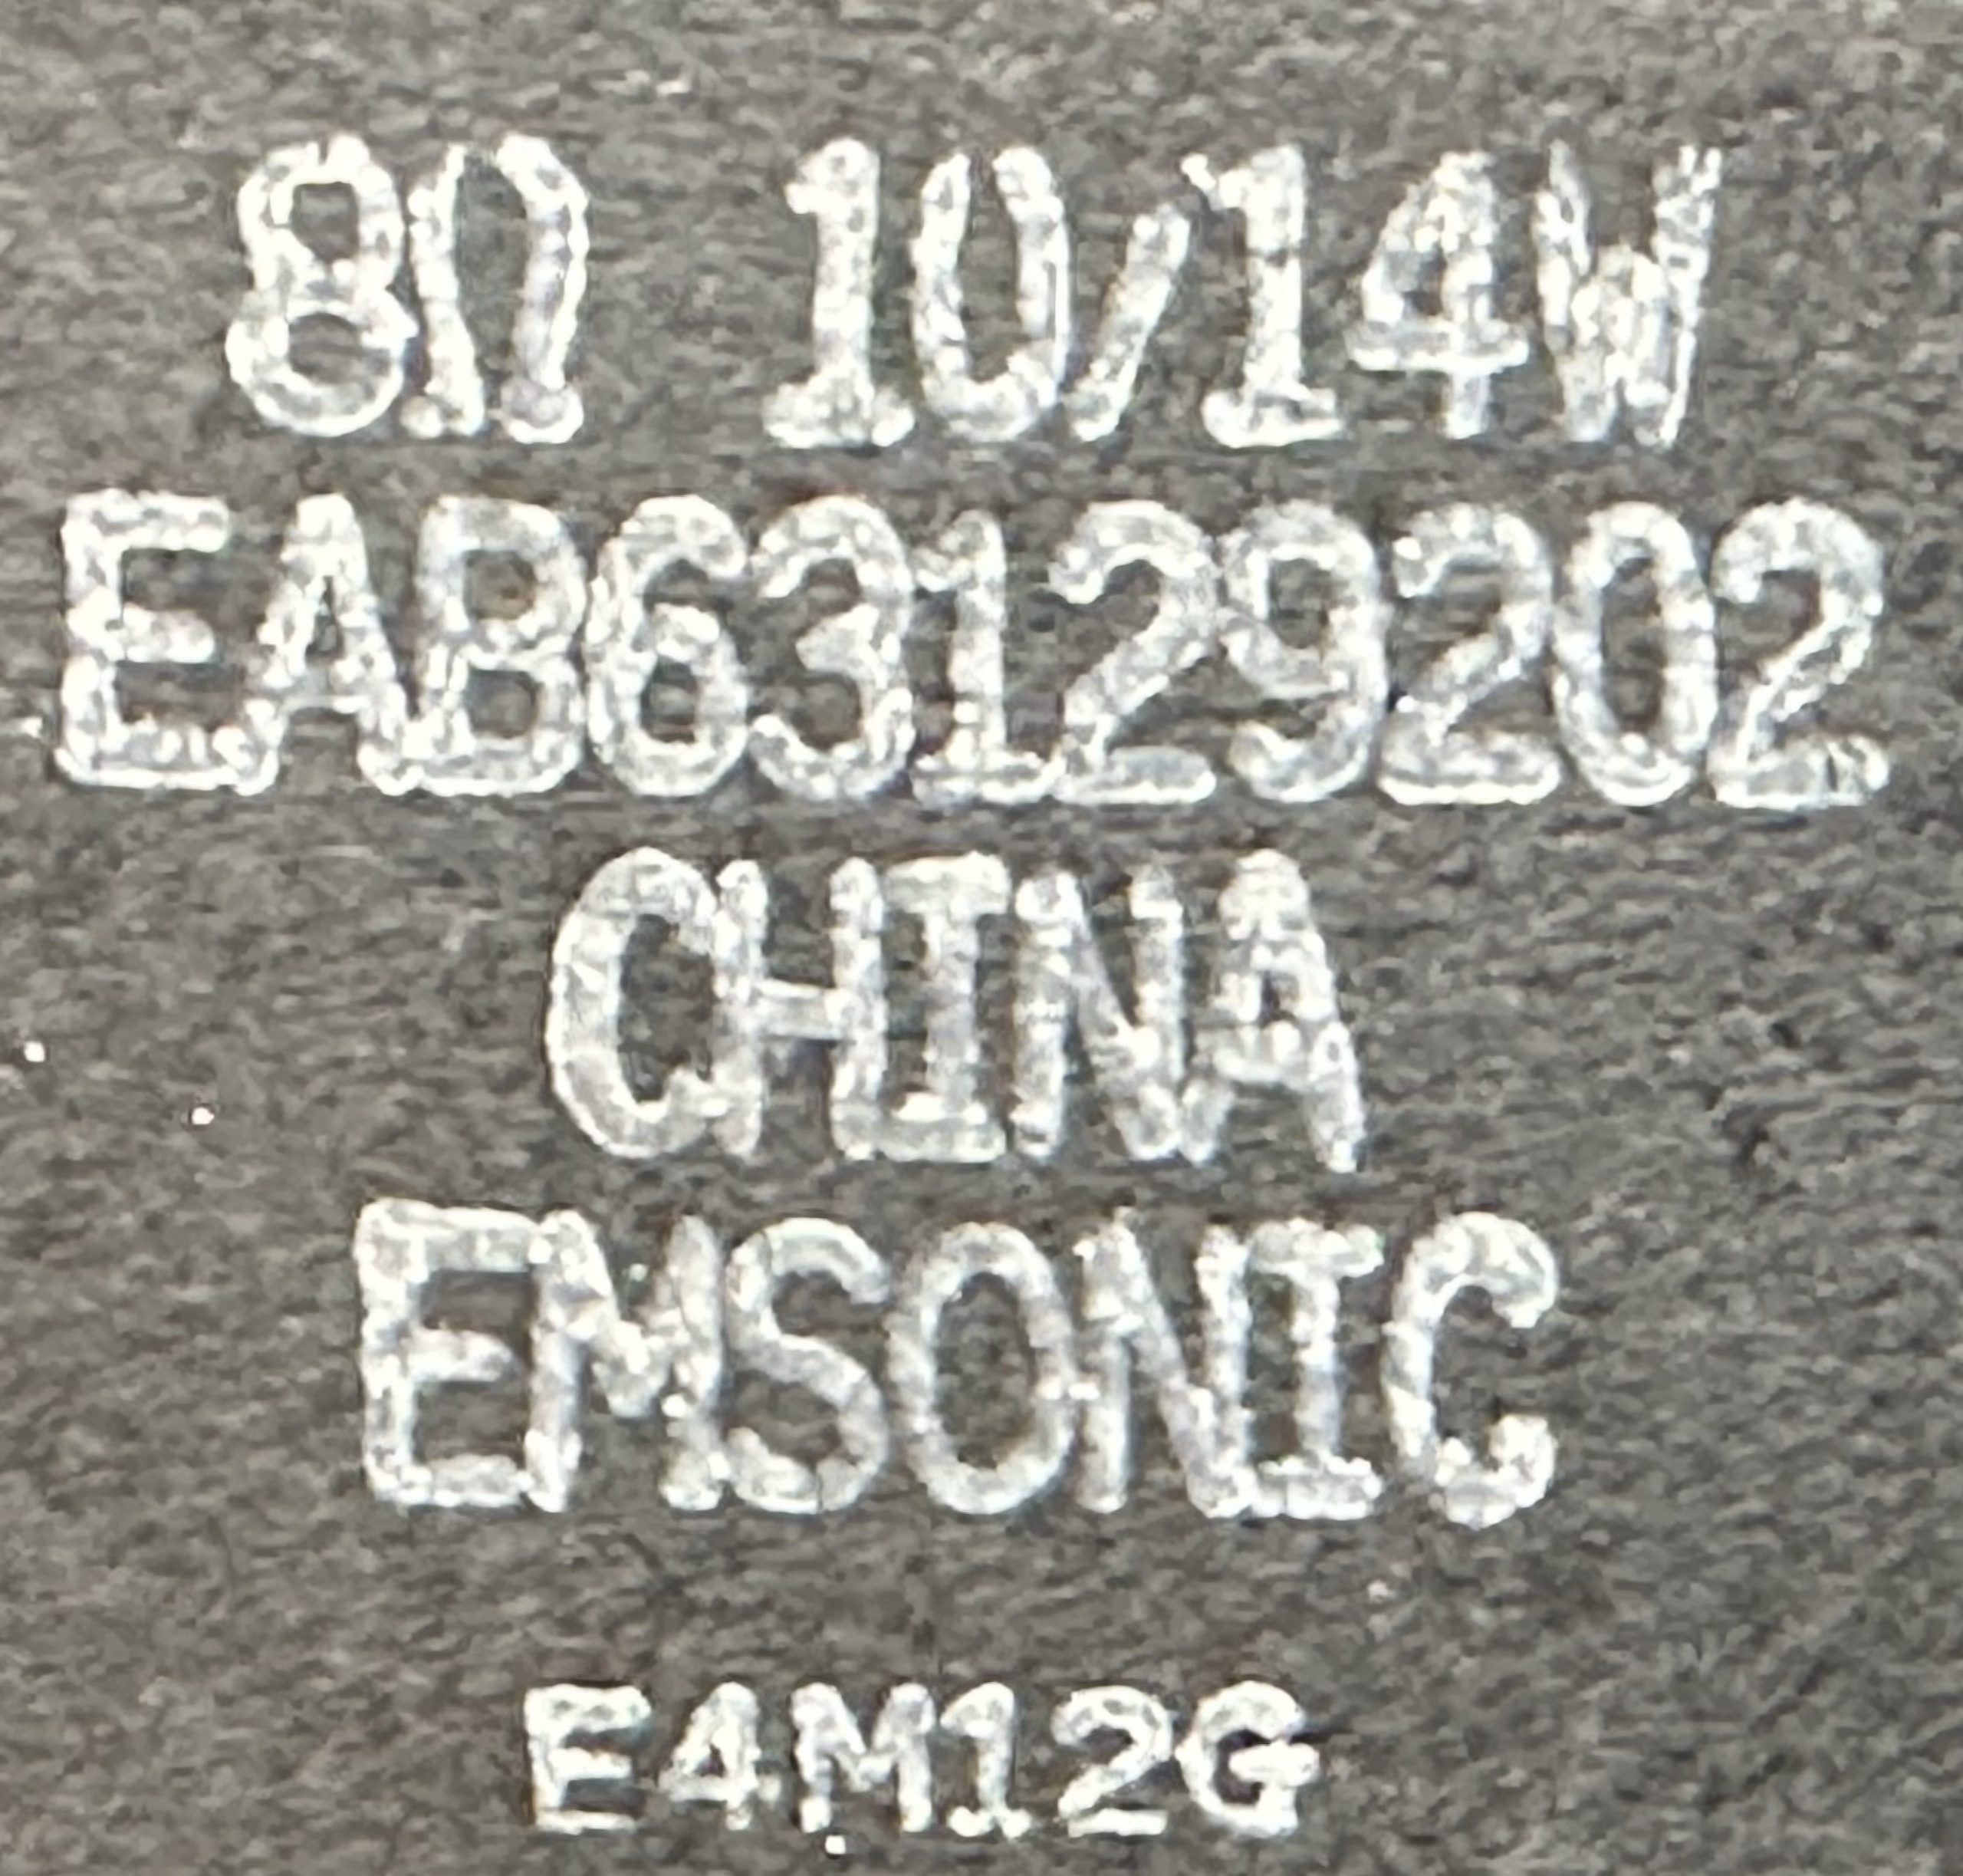 8Ω 10/14W
EAB63129202
CHINA
EMSONIC
E4M12G